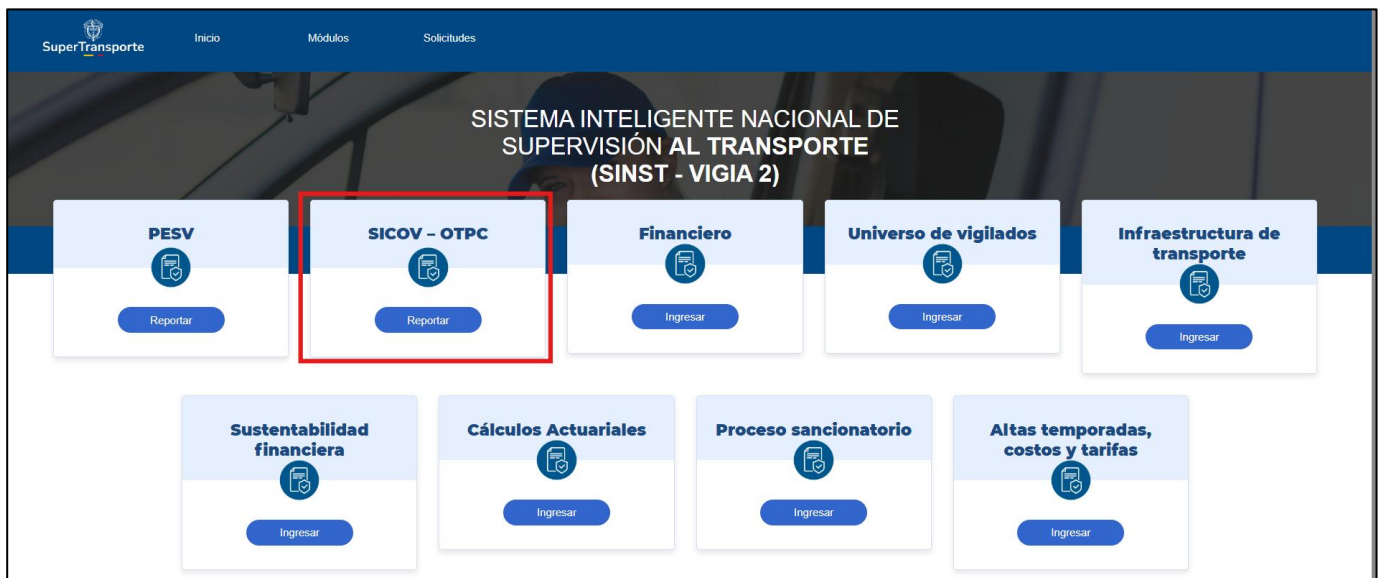 SuperTransporte
Inicio
Módulos
Solicitudes
SISTEMA INTELIGENTE NACIONAL DE
SUPERVISIÓN AL TRANSPORTE
(SINST - VIGIA 2)
PESV
Reportar
SICOV – OTPC
Reportar
Financiero
Ingresar
Universo de vigilados
Ingresar
Infraestructura de
transporte
Ingresar
Sustentabilidad
financiera
Ingresar
Cálculos Actuariales
Ingresar
Proceso sancionatorio
Ingresar
Altas temporadas,
costos y tarifas
Ingresar